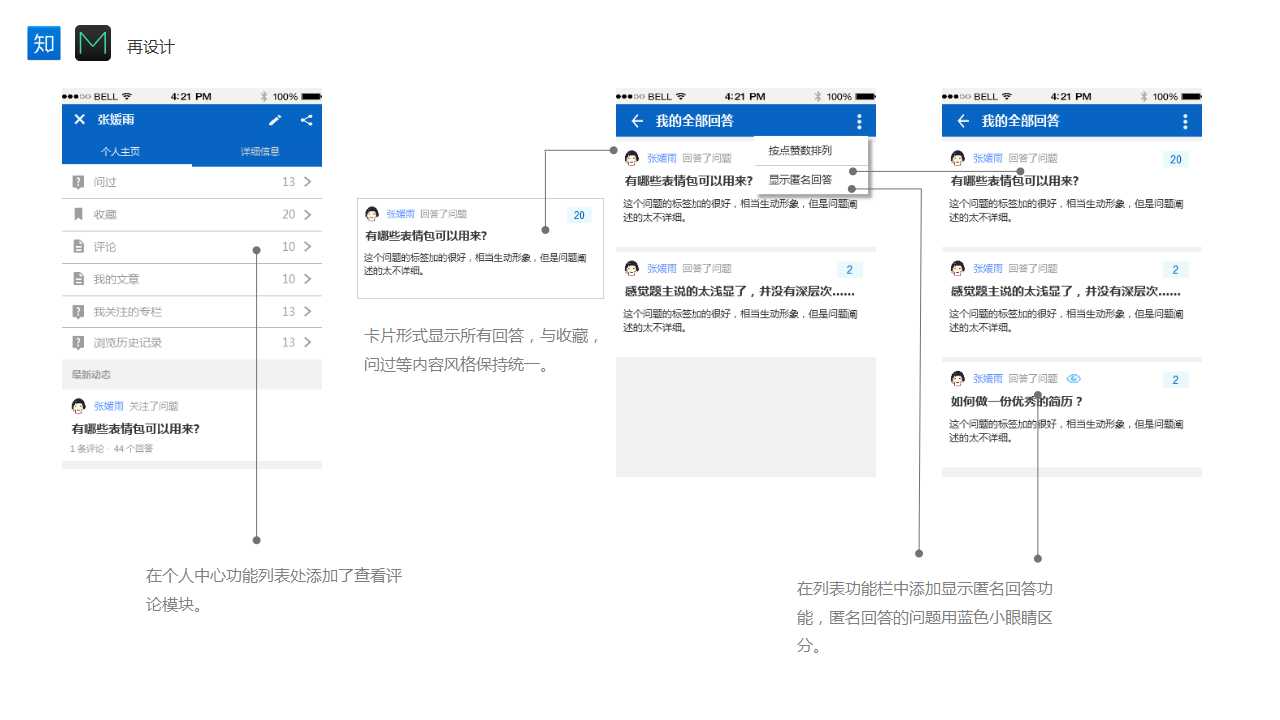 知
再设计
BELL 4:21 PM 100%
张媛雨
个人主页 详细信息
问过 13
收藏 20
评论 10
我的文章 10
我关注的专栏 13
浏览历史记录 13
最新动态
张媛雨 关注了问题
有哪些表情包可以用来?
1 条评论 · 44 个回答
在个人中心功能列表处添加了查看评
论模块。
张媛雨 回答了问题 20
有哪些表情包可以用来?
这个问题的标签加的很好，相当生动形象，但是问题阐
述的太不详细。
卡片形式显示所有回答，与收藏，
问过等内容风格保持统一。
BELL 4:21 PM 100%
我的全部回答
按点赞数排列
显示匿名回答
张媛雨 回答了问题
有哪些表情包可以用来?
这个问题的标签加的很好，相当生动形象，但是问题阐
述的太不详细。
张媛雨 回答了问题 2
感觉题主说的太浅显了，并没有深层次......
这个问题的标签加的很好，相当生动形象，但是问题阐
述的太不详细。
BELL 4:21 PM 100%
我的全部回答
张媛雨 回答了问题 20
有哪些表情包可以用来?
这个问题的标签加的很好，相当生动形象，但是问题阐
述的太不详细。
张媛雨 回答了问题 2
感觉题主说的太浅显了，并没有深层次......
这个问题的标签加的很好，相当生动形象，但是问题阐
述的太不详细。
张媛雨 回答了问题 2
如何做一份优秀的简历？
这个问题的标签加的很好，相当生动形象，但是问题阐
述的太不详细。
在列表功能栏中添加显示匿名回答功
能，匿名回答的问题用蓝色小眼睛区
分。